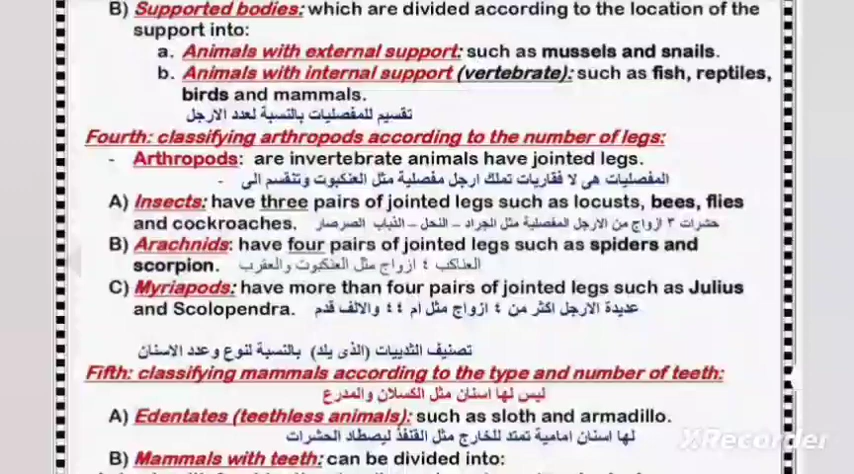 B) Supported bodies: which are divided according to the location of the
support into:
a. Animals with external support: such as mussels and snails.
b. Animals with internal support (vertebrate): such as fish, reptiles,
birds and mammals.
تقسيم للمفصليات بالنسبة لعدد الارجل
Fourth: classifying arthropods according to the number of legs:
- Arthropods: are invertebrate animals have jointed legs.
المفصليات هى لا فقاريات تملك ارجل مفصلية مثل العنكبوت وتنقسم الى -
A) Insects: have three pairs of jointed legs such as locusts, bees, flies
and cockroaches. حشرات ٣ ازواج من الارجل المفصلية مثل الجراد – النحل – الذباب الصرصار
B) Arachnids: have four pairs of jointed legs such as spiders and
scorpion. العناكب ٤ ازواج مثل العنكبوت والعقرب
C) Myriapods: have more than four pairs of jointed legs such as Julius
and Scolopendra. عديدة الارجل اكثر من ٤ ازواج مثل ام ٤٤ والالف قدم
تصنيف الثدييات (الذى يلد) بالنسبة لنوع وعدد الاسنان
Fifth: classifying mammals according to the type and number of teeth:
ليس لها اسنان مثل الكسلان والمدرع
A) Edentates (teethless animals): such as sloth and armadillo.
لها اسنان امامية تمتد للخارج مثل القنفذ ليصطاد الحشرات
B) Mammals with teeth: can be divided into:
XRecorder